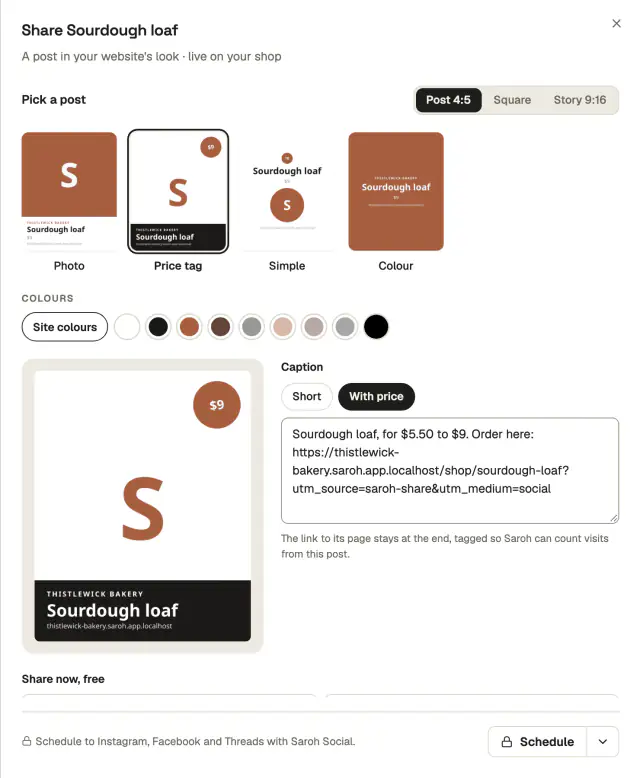 Share Sourdough loaf
A post in your website's look · live on your shop
Pick a post
Post 4:5 Square Story 9:16
S
THISTLEWICK BAKERY
Sourdough loaf
Photo
$9
S
THISTLEWICK BAKERY
Sourdough loaf
Price tag
Sourdough loaf
S
Simple
THISTLEWICK BAKERY
Sourdough loaf
$9
Colour
COLOURS
Site colours
$9
S
THISTLEWICK BAKERY
Sourdough loaf
thistlewick-bakery.saroh.app.localhost
Caption
Short With price
Sourdough loaf, for $5.50 to $9. Order here:
https://thistlewick-
bakery.saroh.app.localhost/shop/sourdough-loaf?
utm_source=saroh-share&utm_medium=social
The link to its page stays at the end, tagged so Saroh can count visits
from this post.
Share now, free
Schedule to Instagram, Facebook and Threads with Saroh Social.
Schedule